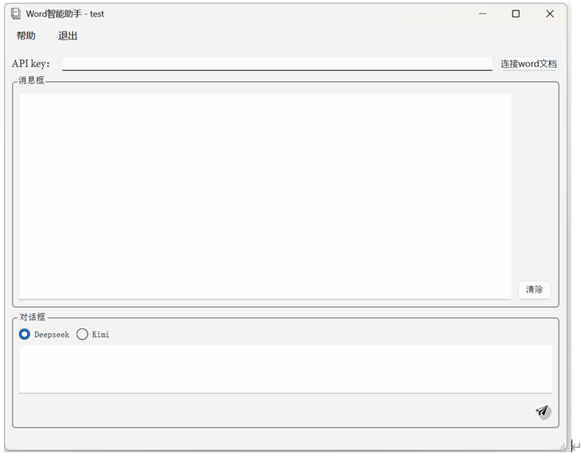 Word智能助手 - test
帮助 退出
API key: 连接word文档
消息框
清除
对话框
Deepseek Kimi